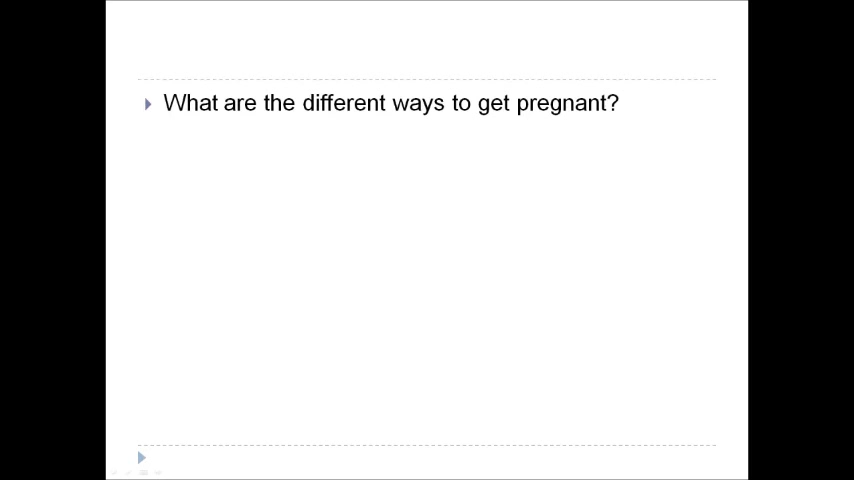 What are the different ways to get pregnant?